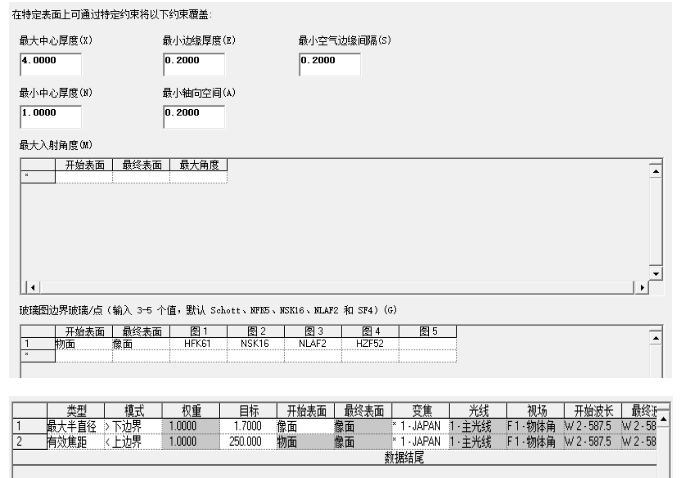 在特定表面上可通过特定约束将以下约束覆盖:
最大中心厚度(X) 最小边缘厚度(E) 最小空气边缘间隔(S)
4.0000 0.2000 0.2000
最小中心厚度(N) 最小轴向空间(A)
1.0000 0.2000
最大入射角度(M)
开始表面 最终表面 最大角度
*
玻璃图边界玻璃/点 (输入 3-5 个值,默认 Schott、NFK5、NSK16、NLAF2 和 SF4) (G)
开始表面 最终表面 图 1 图 2 图 3 图 4 图 5
1 物面 像面 HFK61 NSK16 NLAF2 HZF52
*
类型 模式 权重 目标 开始表面 最终表面 变焦 光线 视场 开始波长 最终
1 最大半直径 > 下边界 1.0000 1.7000 像面 像面 * 1 - JAPAN 1 - 主光线 F 1 - 物体角 W 2 - 587.5 W 2 - 58
2 有效焦距 < 上边界 1.0000 250.000 物面 像面 * 1 - JAPAN 1 - 主光线 F 1 - 物体角 W 2 - 587.5 W 2 - 58
数据结尾